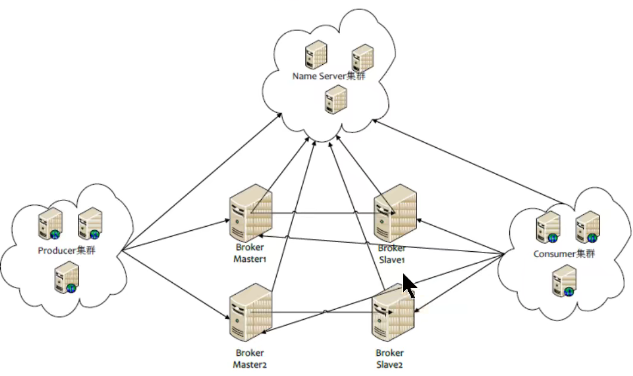 Name Server集群
Producer集群
Consumer集群
Broker
Master1
Broker
Slave1
Broker
Master2
Broker
Slave2